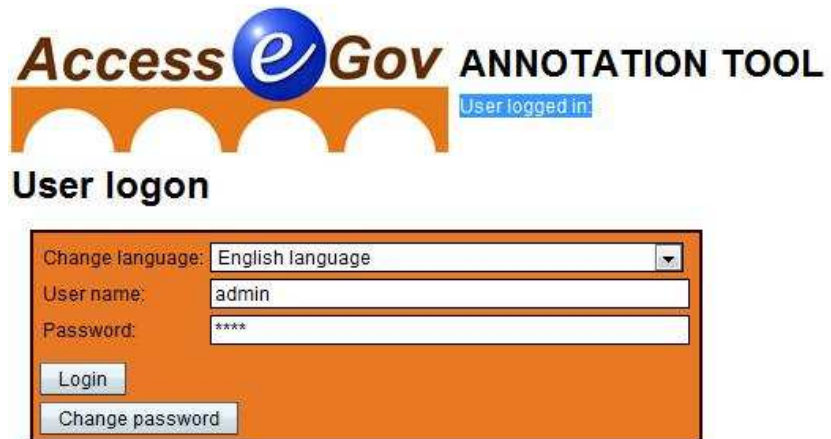 Access e Gov ANNOTATION TOOL
User logged in:
User logon
Change language: English language
User name: admin
Password: ****
Login
Change password